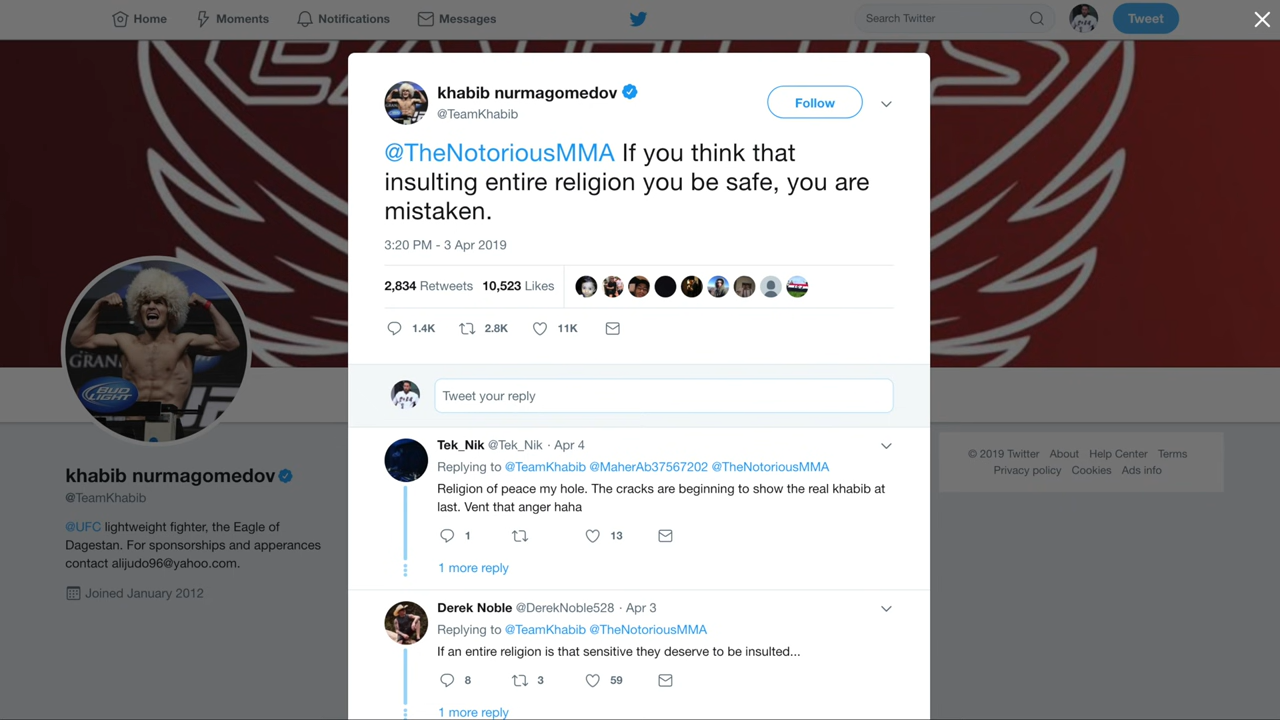 Home
Moments
Notifications
Messages
Search Twitter
Tweet
khabib nurmagomedov
@TeamKhabib
Follow
@TheNotoriousMMA If you think that
insulting entire religion you be safe, you are
mistaken.
3:20 PM - 3 Apr 2019
2,834 Retweets 10,523 Likes
1.4K 2.8K 11K
Tweet your reply
Tek_Nik @Tek_Nik · Apr 4
Replying to @TeamKhabib @MaherAb37567202 @TheNotoriousMMA
Religion of peace my hole. The cracks are beginning to show the real khabib at
last. Vent that anger haha
1 13
1 more reply
Derek Noble @DerekNoble528 · Apr 3
Replying to @TeamKhabib @TheNotoriousMMA
If an entire religion is that sensitive they deserve to be insulted...
8 3 59
1 more reply
GRAN
BUD
LIGHT
khabib nurmagomedov
@TeamKhabib
@UFC lightweight fighter, the Eagle of
Dagestan. For sponsorships and apperances
contact alijudo96@yahoo.com.
Joined January 2012
© 2019 Twitter About Help Center Terms
Privacy policy Cookies Ads info